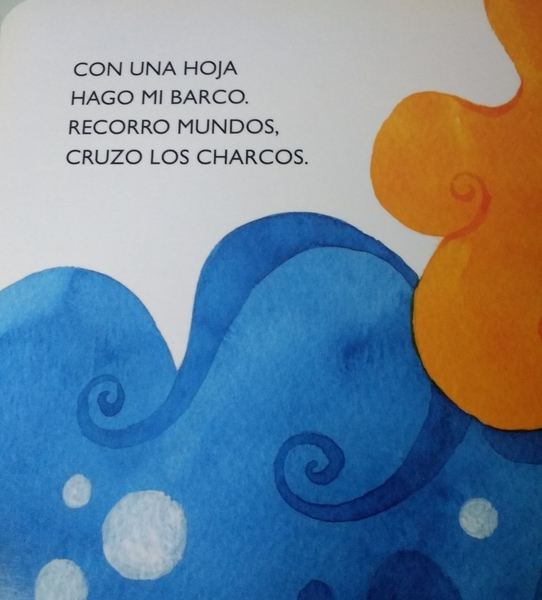 CON UNA HOJA
HAGO MI BARCO.
RECORRO MUNDOS,
CRUZO LOS CHARCOS.